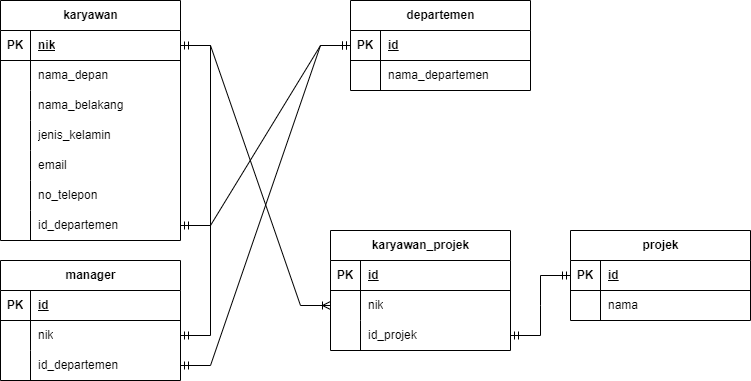 karyawan
PK nik
nama_depan
nama_belakang
jenis_kelamin
email
no_telepon
id_departemen
departemen
PK id
nama_departemen
manager
PK id
nik
id_departemen
karyawan_projek
PK id
nik
id_projek
projek
PK id
nama